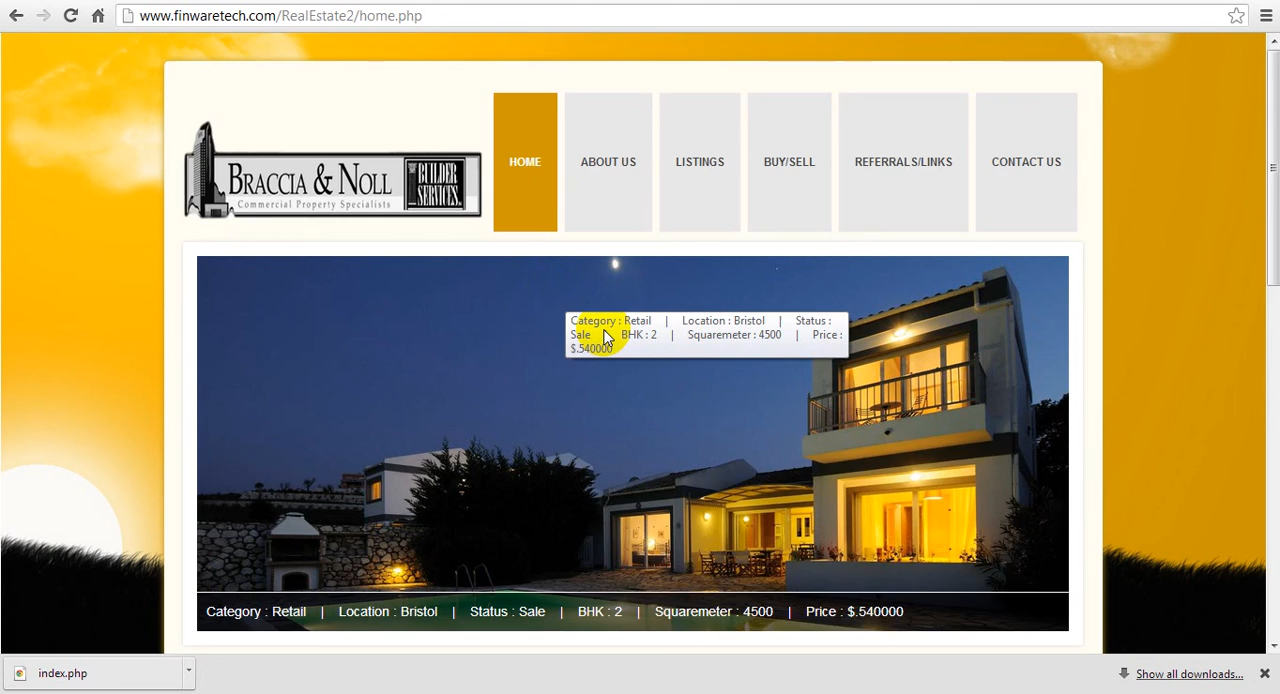 www.finwaretech.com/RealEstate2/home.php
BRACCIA & NOLL
Commercial Property Specialists
BUILDER
SERVICES
HOME
ABOUT US
LISTINGS
BUY/SELL
REFERRALS/LINKS
CONTACT US
Category : Retail | Location : Bristol | Status :
Sale | BHK : 2 | Squaremeter : 4500 | Price :
$.540000
Category : Retail | Location : Bristol | Status : Sale | BHK : 2 | Squaremeter : 4500 | Price : $.540000
index.php
Show all downloads...